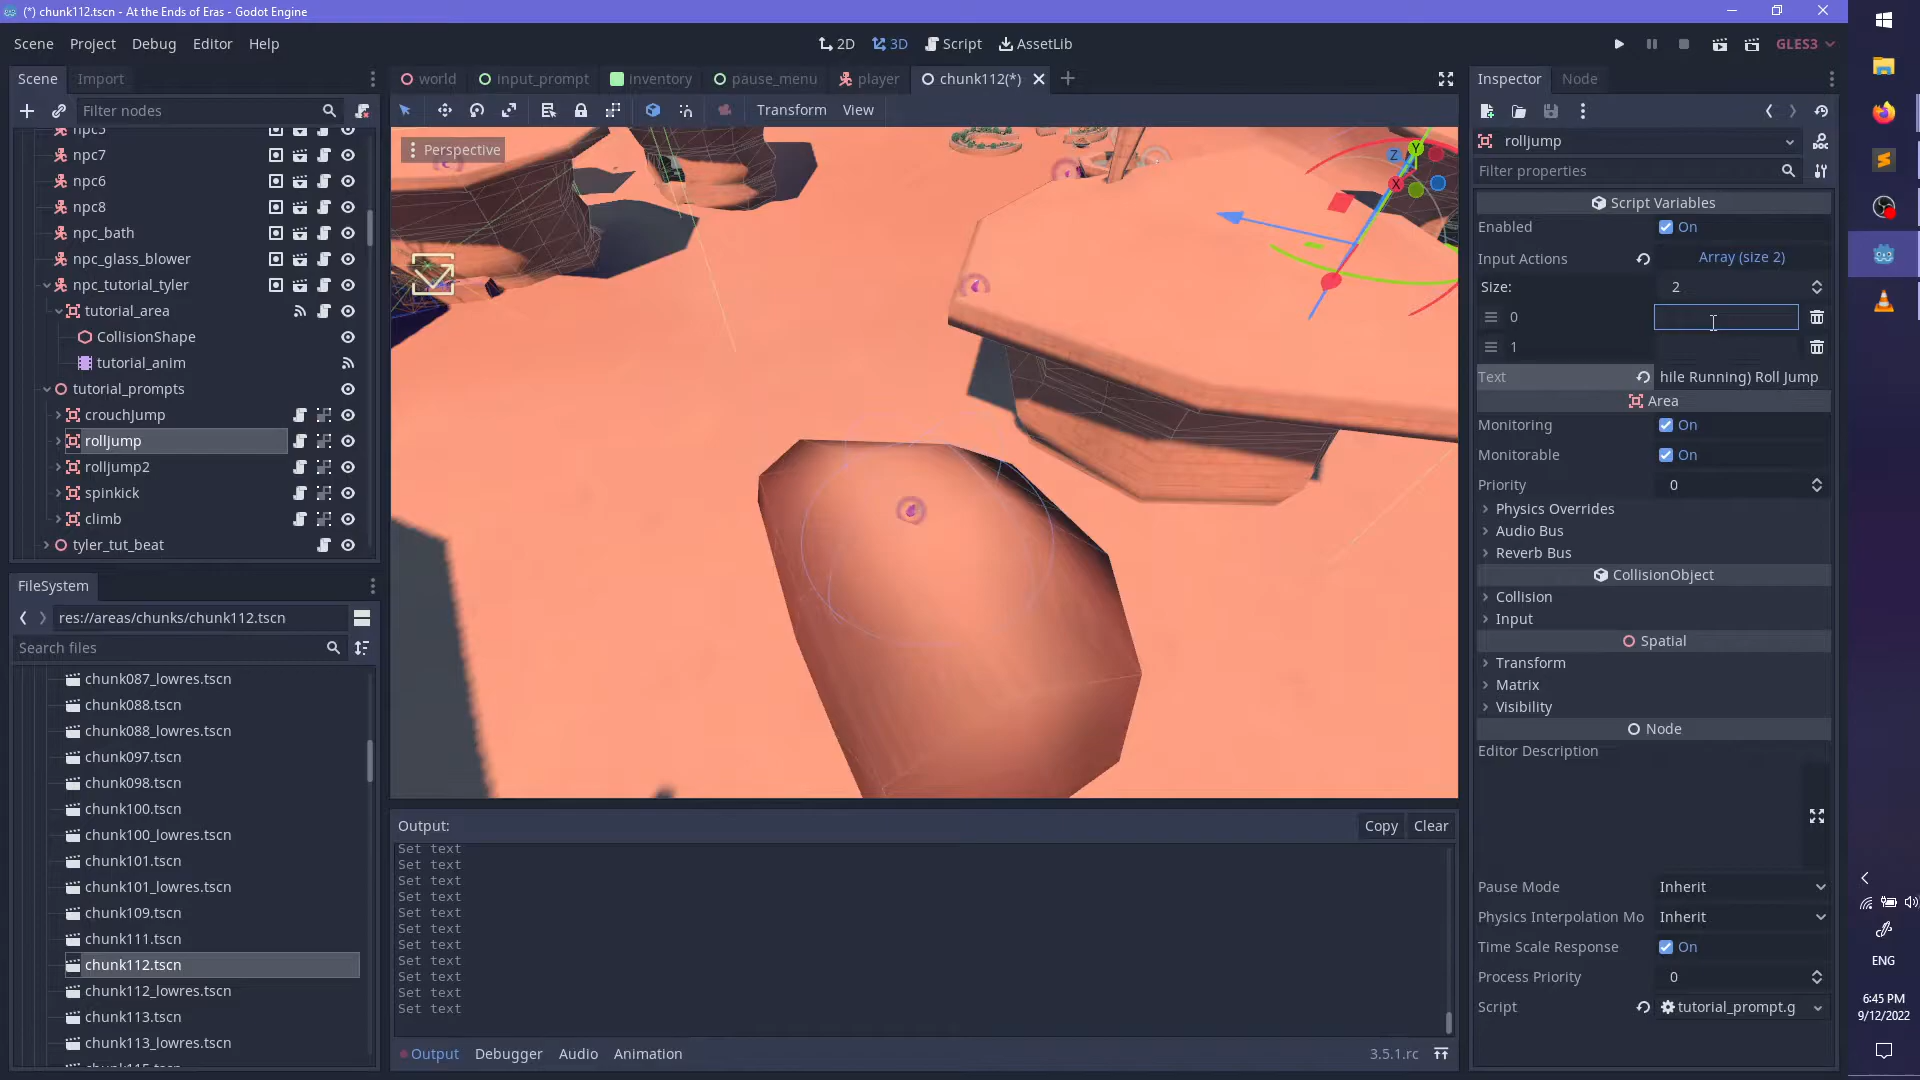 (*) chunk112.tscn - At the Ends of Eras - Godot Engine
Scene Project Debug Editor Help
2D 3D Script AssetLib
GLES3
Scene Import
Filter nodes
npc7
npc6
npc8
npc_bath
npc_glass_blower
npc_tutorial_tyler
tutorial_area
CollisionShape
tutorial_anim
tutorial_prompts
crouchJump
rollJump
rollJump2
spinkick
climb
tyler_tut_beat
FileSystem
res://areas/chunks/chunk112.tscn
Search files
chunk087_lowres.tscn
chunk088.tscn
chunk088_lowres.tscn
chunk097.tscn
chunk098.tscn
chunk100.tscn
chunk100_lowres.tscn
chunk101.tscn
chunk101_lowres.tscn
chunk109.tscn
chunk111.tscn
chunk112.tscn
chunk112_lowres.tscn
chunk113.tscn
chunk113_lowres.tscn
world input_prompt inventory pause_menu player chunk112(*)
Transform View
Perspective
Z Y X
Output:
Copy Clear
Set text
Set text
Set text
Set text
Set text
Set text
Set text
Set text
Set text
Set text
Set text
Output Debugger Audio Animation
3.5.1.rc
Inspector Node
rollJump
DOC
Filter properties
Script Variables
Enabled On
Input Actions Array (size 2)
Size: 2
0
1
Text hile Running) Roll Jump
Area
Monitoring On
Monitorable On
Priority 0
Physics Overrides
Audio Bus
Reverb Bus
CollisionObject
Collision
Input
Spatial
Transform
Matrix
Visibility
Node
Editor Description
Pause Mode Inherit
Physics Interpolation Mo Inherit
Time Scale Response On
Process Priority 0
Script tutorial_prompt.g
ENG
6:45 PM
9/12/2022